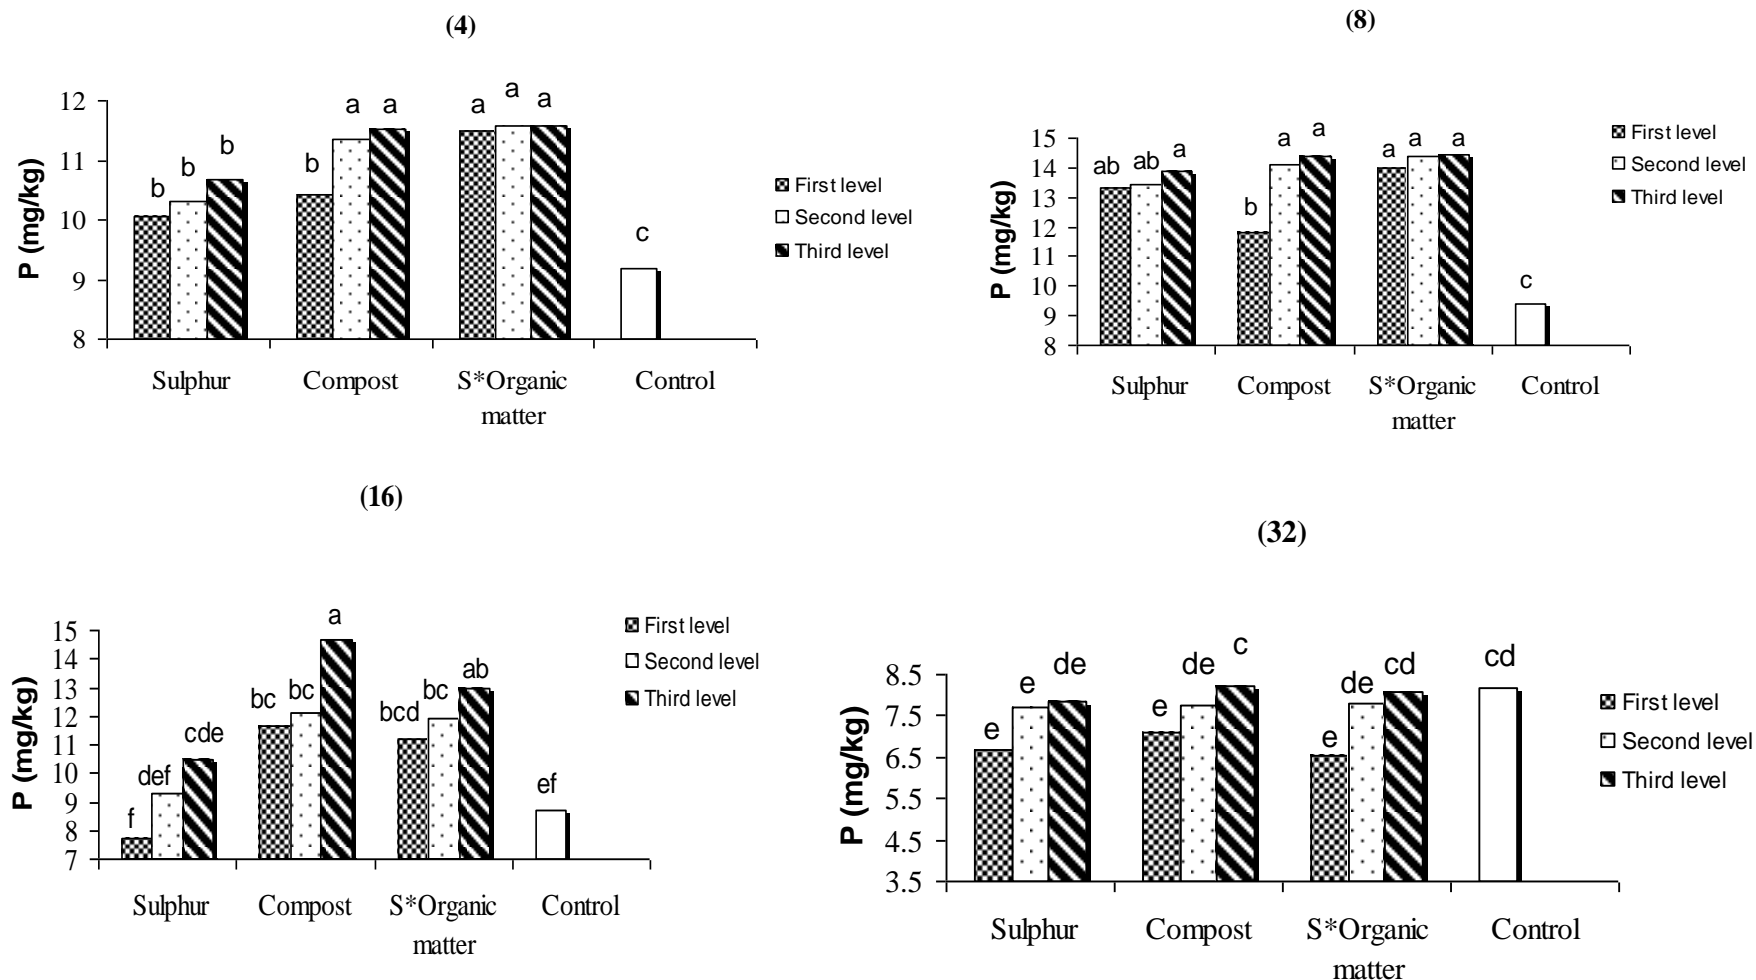 (4)
P (mg/kg)
12
11
10
9
8
b b b
b a a
a a a
c
Sulphur Compost S*Organic matter Control
First level
Second level
Third level
(8)
P (mg/kg)
15
14
13
12
11
10
9
8
ab ab a
b a a
a a a
c
Sulphur Compost S*Organic matter Control
First level
Second level
Third level
(16)
P (mg/kg)
15
14
13
12
11
10
9
8
7
f def cde
bc bc a
bcd bc ab
ef
Sulphur Compost S*Organic matter Control
First level
Second level
Third level
(32)
P (mg/kg)
8.5
7.5
6.5
5.5
4.5
3.5
e e de
e de c
e de cd
cd
Sulphur Compost S*Organic matter Control
First level
Second level
Third level